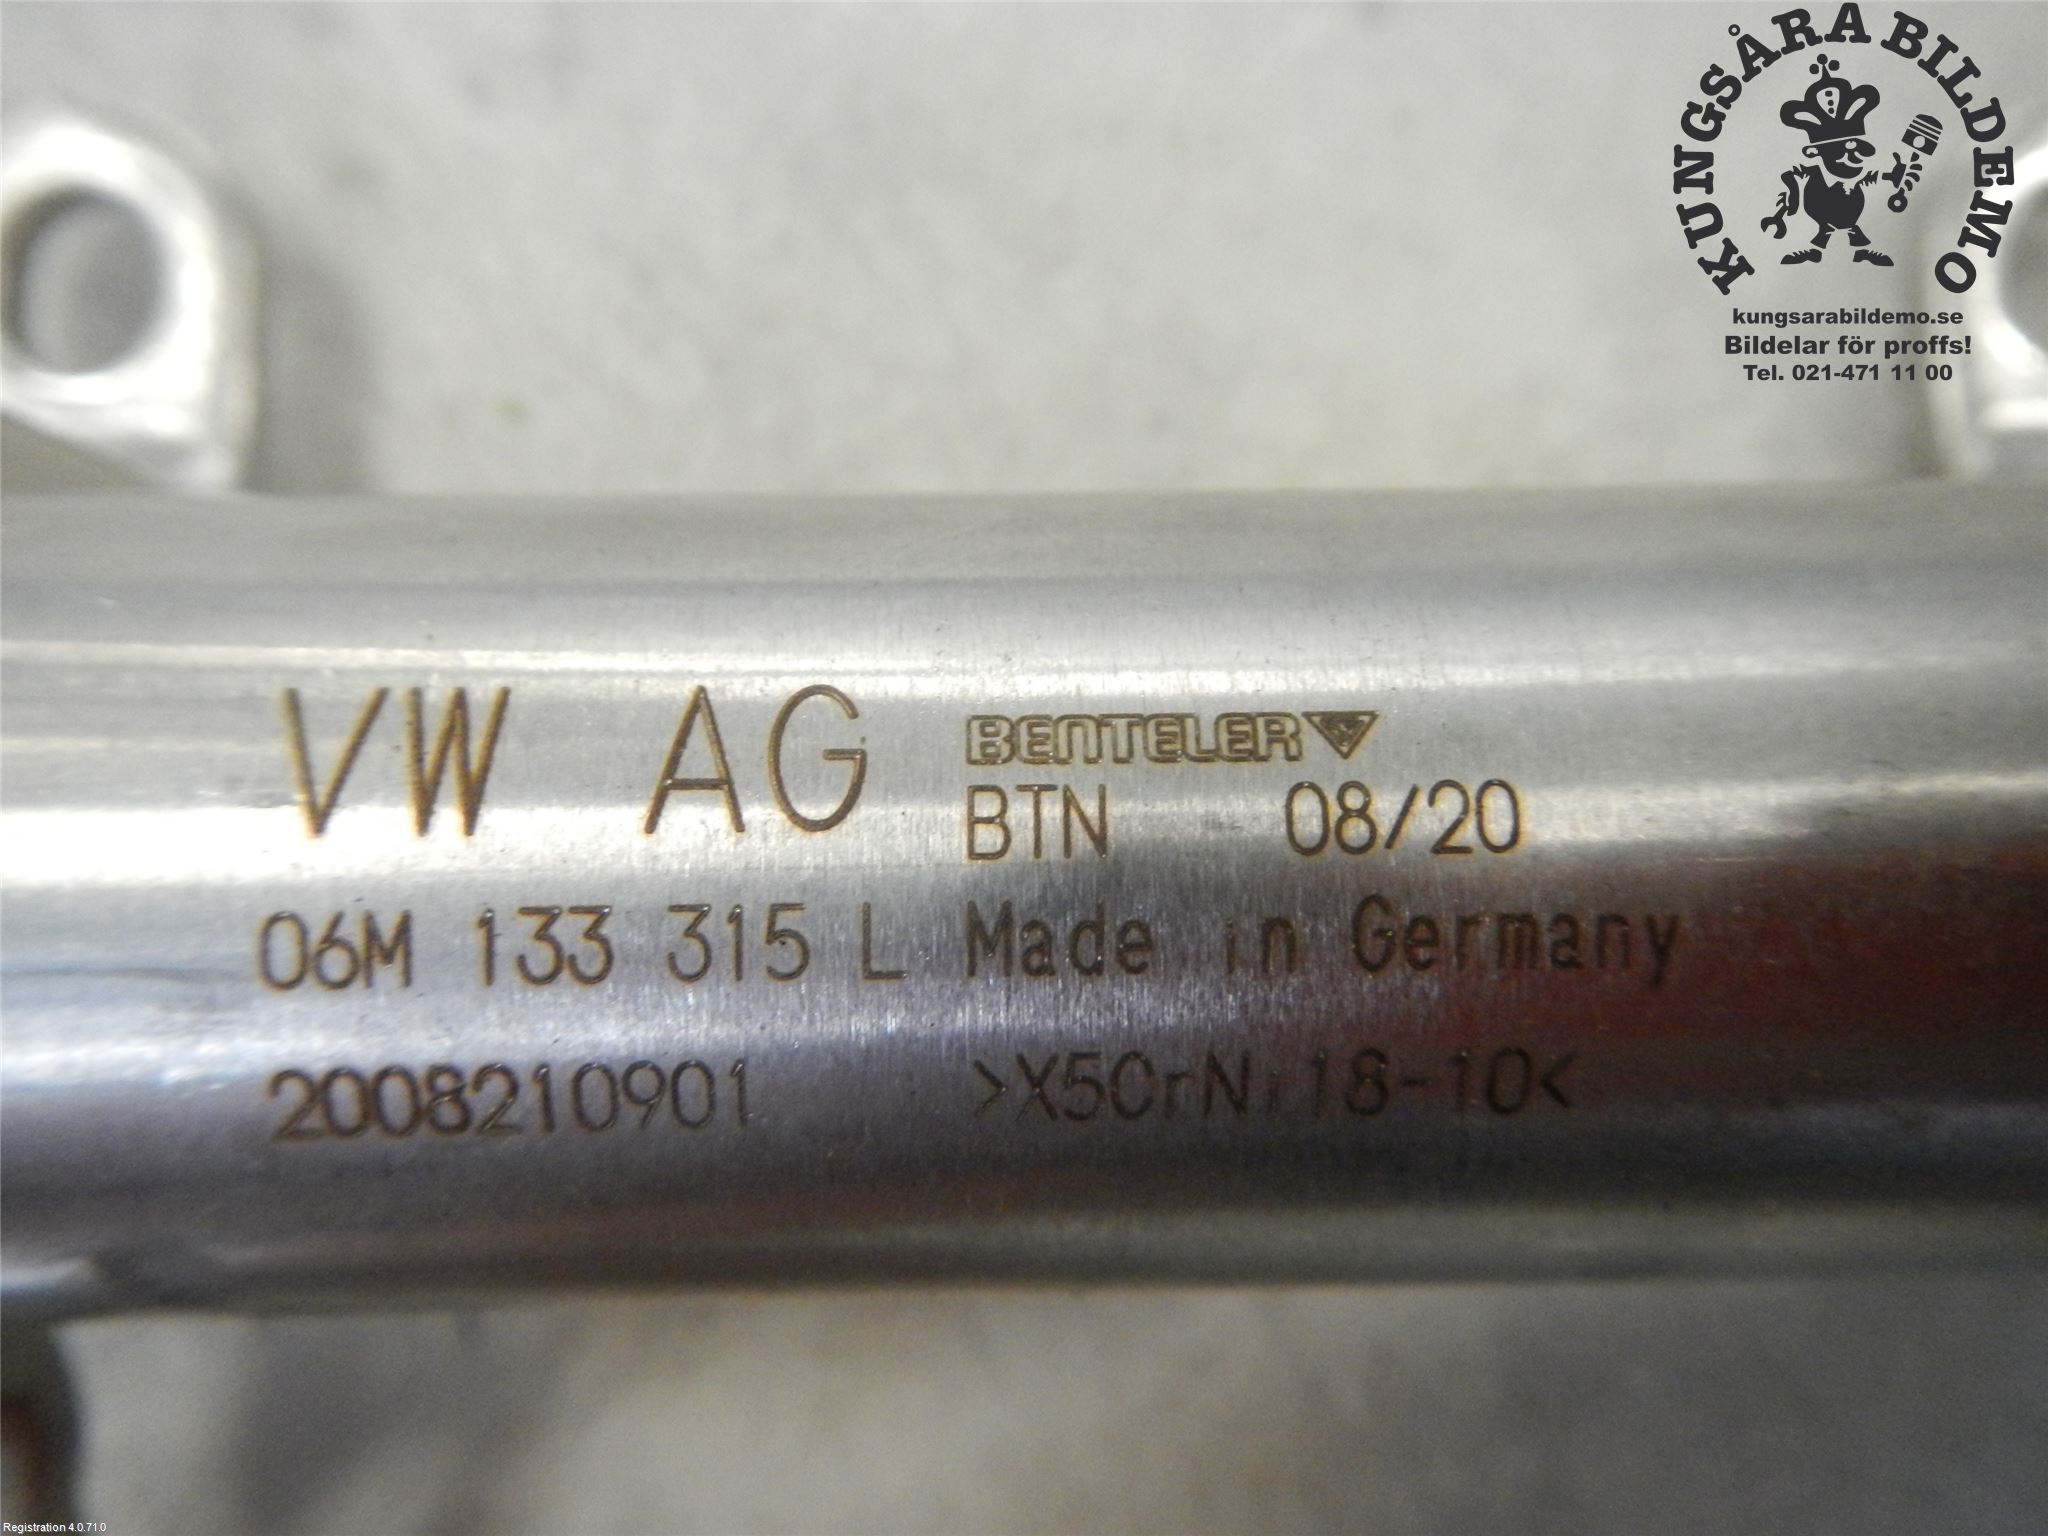 KUNGSÅRA BILDEMO
kungsarabildemo.se
Bildelar för proffs!
Tel. 021-471 11 00
VW AG BENTELER
BTN 08/20
06M 133 315 L Made in Germany
2008210901 >X5CrNi18-10<
Registration 4.0.71.0